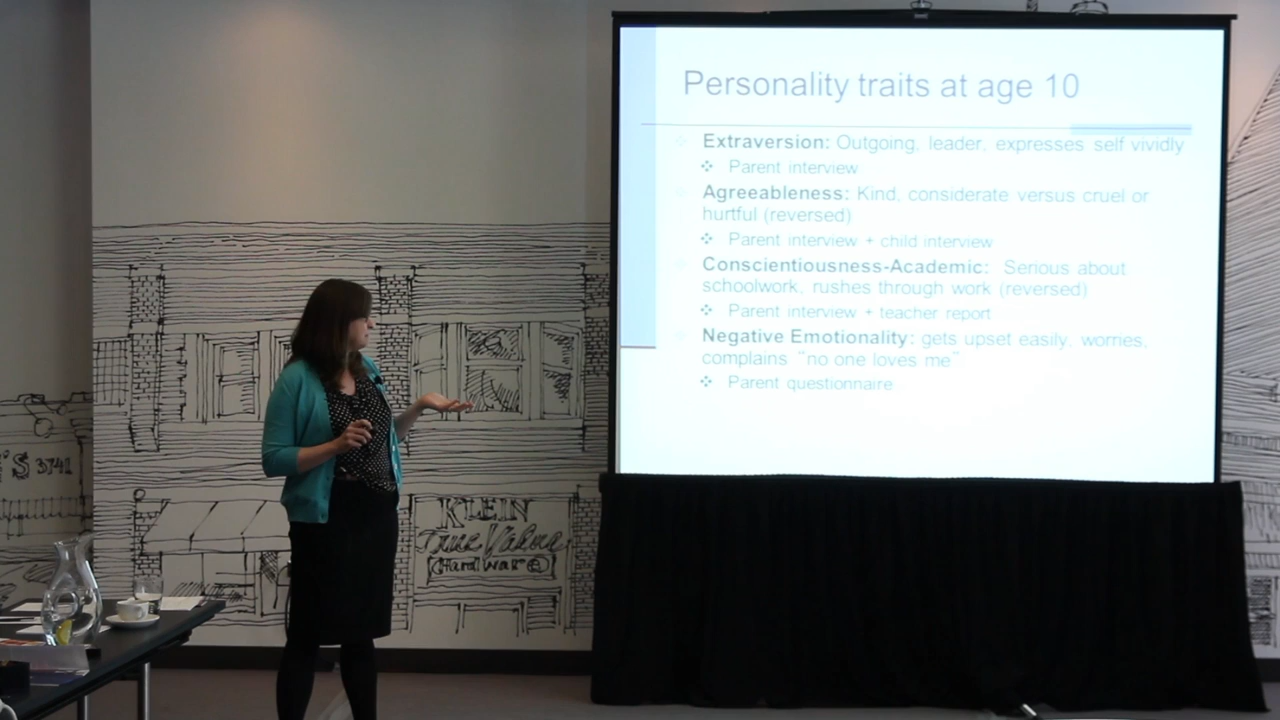 Personality traits at age 10
Extraversion: Outgoing, leader, expresses self vividly
Parent interview
Agreeableness: Kind, considerate versus cruel or
hurtful (reversed)
Parent interview + child interview
Conscientiousness-Academic: Serious about
schoolwork, rushes through work (reversed)
Parent interview + teacher report
Negative Emotionality: gets upset easily, worries,
complains "no one loves me"
Parent questionnaire
'S 3741
KLEIN
True Value
Hardware